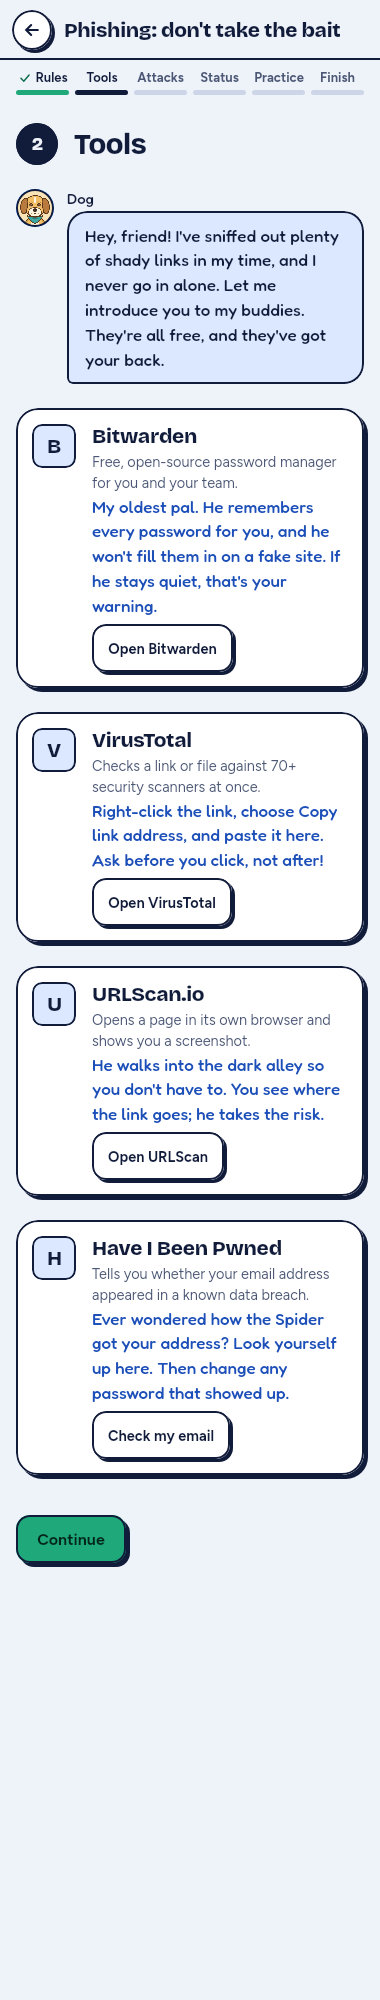 Phishing: don't take the bait
Rules Tools Attacks Status Practice Finish
2 Tools
Dog
Hey, friend! I've sniffed out plenty
of shady links in my time, and I
never go in alone. Let me
introduce you to my buddies.
They're all free, and they've got
your back.
B
Bitwarden
Free, open-source password manager
for you and your team.
My oldest pal. He remembers
every password for you, and he
won't fill them in on a fake site. If
he stays quiet, that's your
warning.
Open Bitwarden
V
VirusTotal
Checks a link or file against 70+
security scanners at once.
Right-click the link, choose Copy
link address, and paste it here.
Ask before you click, not after!
Open VirusTotal
U
URLScan.io
Opens a page in its own browser and
shows you a screenshot.
He walks into the dark alley so
you don't have to. You see where
the link goes; he takes the risk.
Open URLScan
H
Have I Been Pwned
Tells you whether your email address
appeared in a known data breach.
Ever wondered how the Spider
got your address? Look yourself
up here. Then change any
password that showed up.
Check my email
Continue